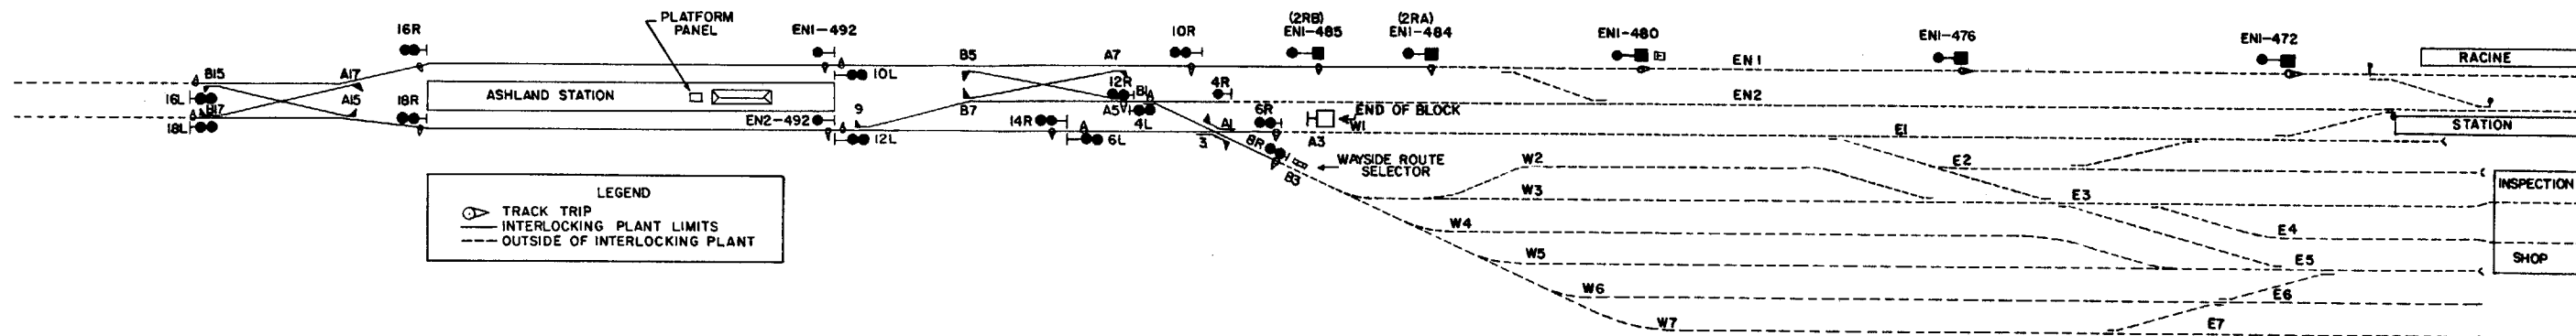 PLATFORM
PANEL
16R
EN1-492
10R
(2RB)
EN1-485
(2RA)
EN1-484
EN1-480
EN1-476
EN1-472
B15
A17
B5
A7
10L
EN1
RACINE
16L
B17
A15
18R
ASHLAND STATION
12R
B1
4R
EN2
18L
EN2-492
9
B7
14R
A5
4L
6R
END OF BLOCK
W1
E1
STATION
12L
6L
3
A1
8R
A3
WAYSIDE ROUTE
SELECTOR
B3
W2
E2
W3
E3
INSPECTION
LEGEND
TRACK TRIP
INTERLOCKING PLANT LIMITS
OUTSIDE OF INTERLOCKING PLANT
W4
E4
W5
E5
SHOP
W6
E6
W7
E7